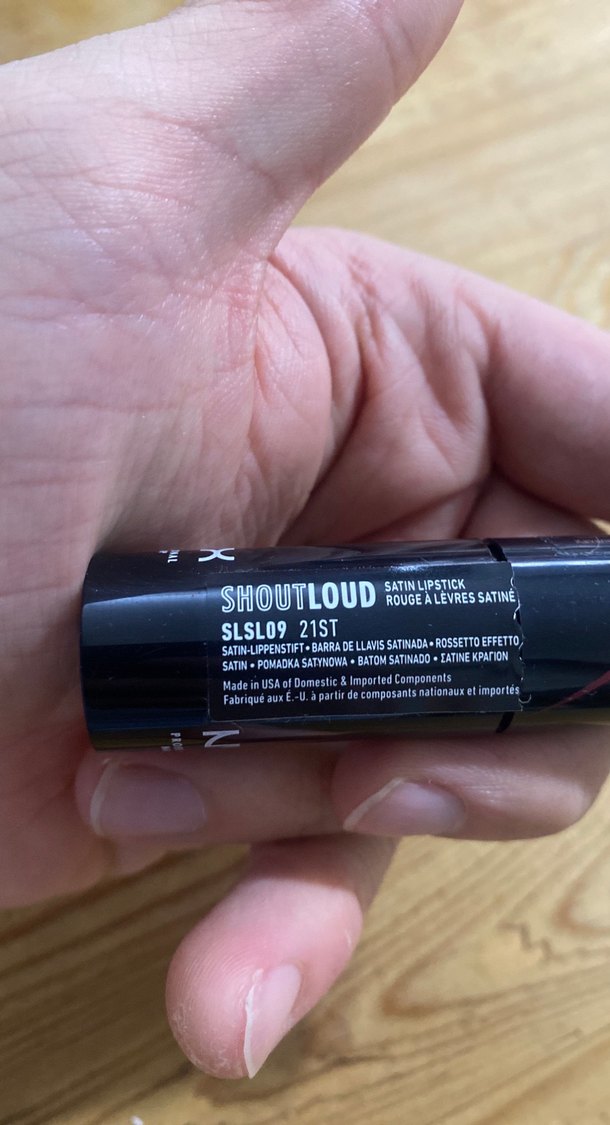 SHOUTLOUD SATIN LIPSTICK
ROUGE À LÈVRES SATINÉ
SLSL09 21ST
SATIN-LIPPENSTIFT • BARRA DE LLAVIS SATINADA • ROSSETTO EFFETTO
SATIN • POMADKA SATYNOWA • BATOM SATINADO • ΣΑΤΙΝΕ ΚΡΑΓΙΟΝ
Made in USA of Domestic & Imported Components
Fabriqué aux É.-U. à partir de composants nationaux et importés
N X